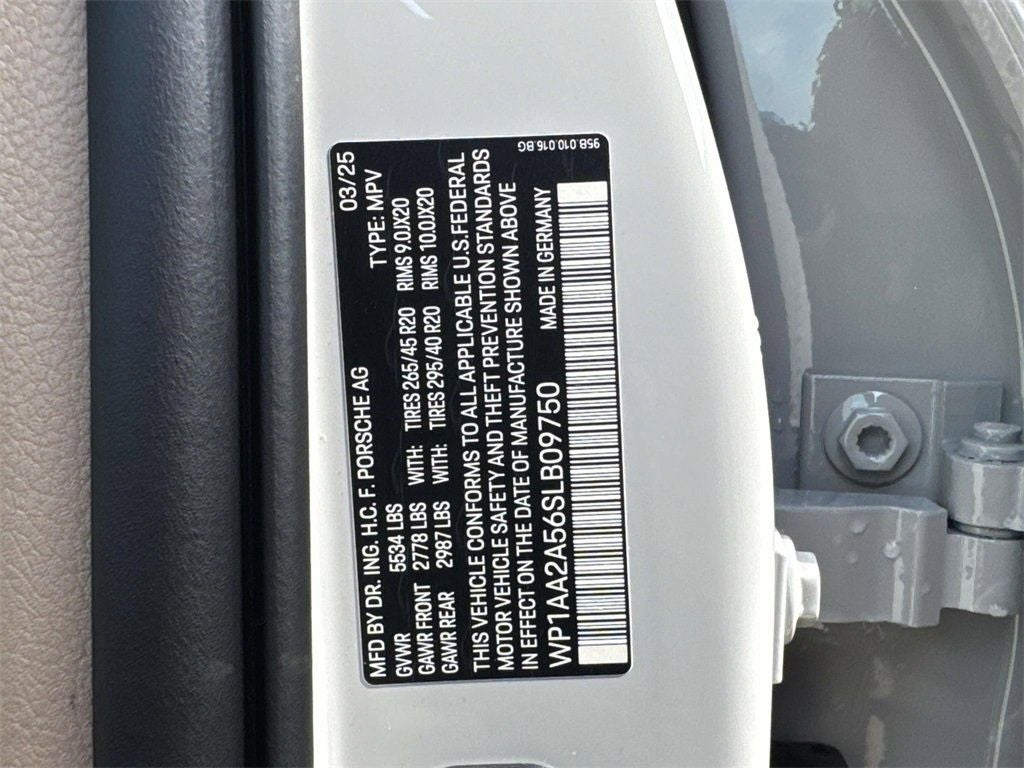 MFD BY DR. ING. H.C. F. PORSCHE AG 03/25
GVWR 5534 LBS TYPE: MPV
GAWR FRONT 2778 LBS WITH: TIRES 265/45 R20 RIMS 9.0JX20
GAWR REAR 2987 LBS WITH: TIRES 295/40 R20 RIMS 10.0JX20
THIS VEHICLE CONFORMS TO ALL APPLICABLE U.S.FEDERAL
MOTOR VEHICLE SAFETY AND THEFT PREVENTION STANDARDS
IN EFFECT ON THE DATE OF MANUFACTURE SHOWN ABOVE
WP1AA2A56SLB09750 MADE IN GERMANY
95B.010.016.BG